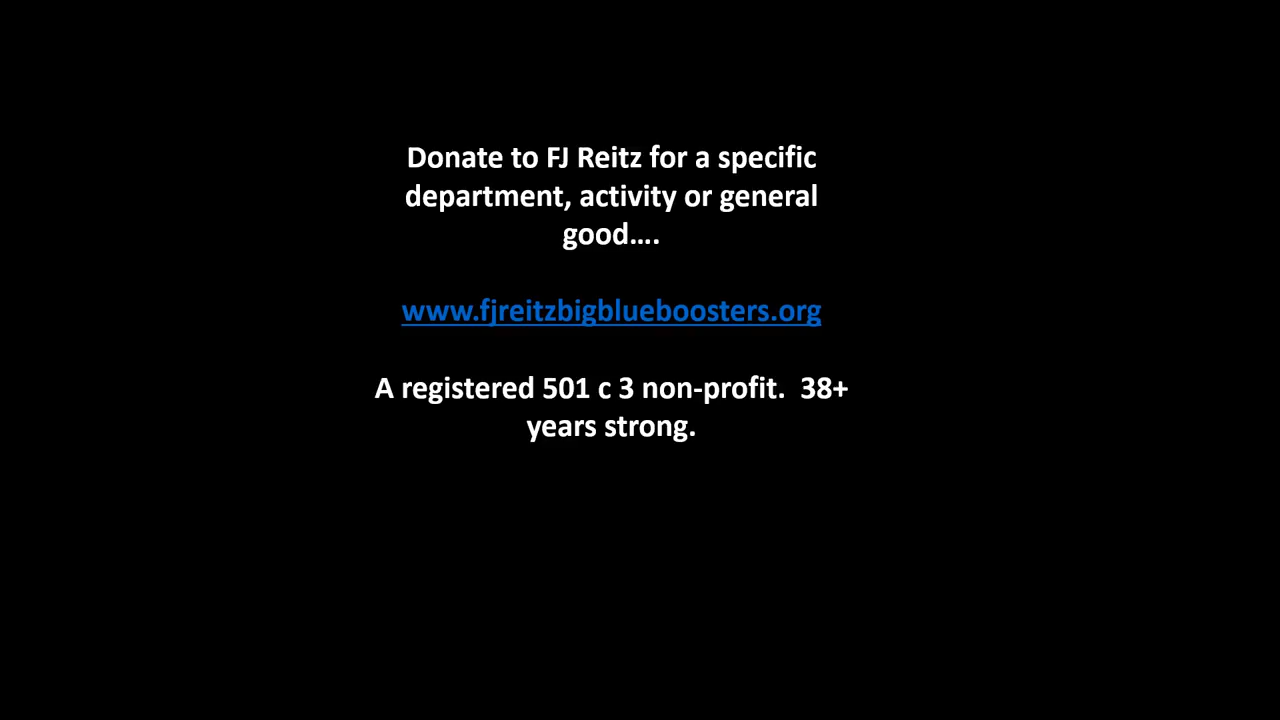 Donate to FJ Reitz for a specific
department, activity or general
good....
www.fjreitzbigblueboosters.org
A registered 501 c 3 non-profit.  38+
years strong.